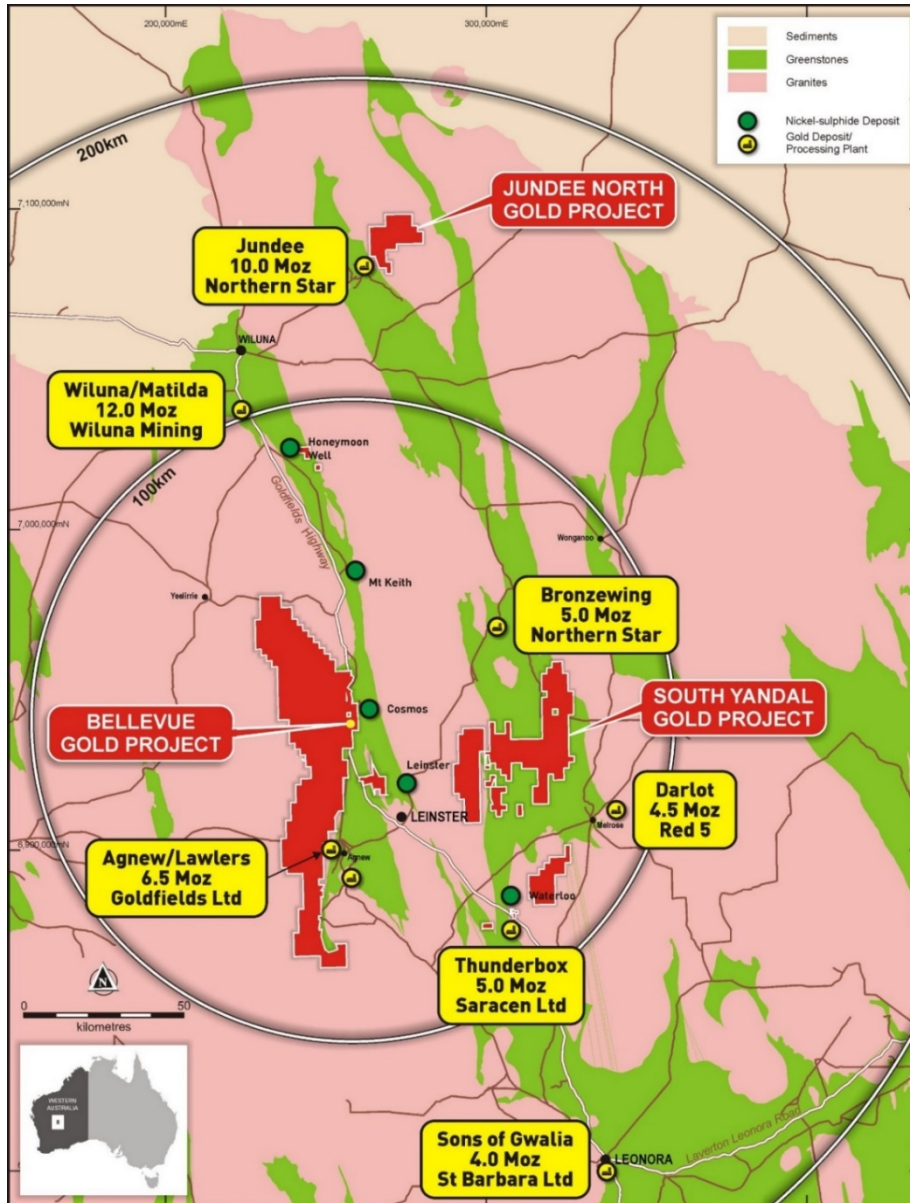 200,000mE
300,000mE
Sediments
Greenstones
Granites
Nickel-sulphide Deposit
Gold Deposit/
Processing Plant
200km
7,100,000mN
JUNDEE NORTH
GOLD PROJECT
Jundee
10.0 Moz
Northern Star
WILUNA
Wiluna/Matilda
12.0 Moz
Wiluna Mining
Honeymoon
Well
100km
Goldfields Highway
7,000,000mN
Wonganoo
Mt Keith
Yeelirrie
Bronzewing
5.0 Moz
Northern Star
BELLEVUE
GOLD PROJECT
Cosmos
SOUTH YANDAL
GOLD PROJECT
Leinster
LEINSTER
Darlot
4.5 Moz
Red 5
Melrose
6,900,000mN
Agnew/Lawlers
6.5 Moz
Goldfields Ltd
Agnew
Waterloo
Thunderbox
5.0 Moz
Saracen Ltd
N
0
50
kilometres
WESTERN
AUSTRALIA
Laverton Leonora Road
Sons of Gwalia
4.0 Moz
St Barbara Ltd
LEONORA